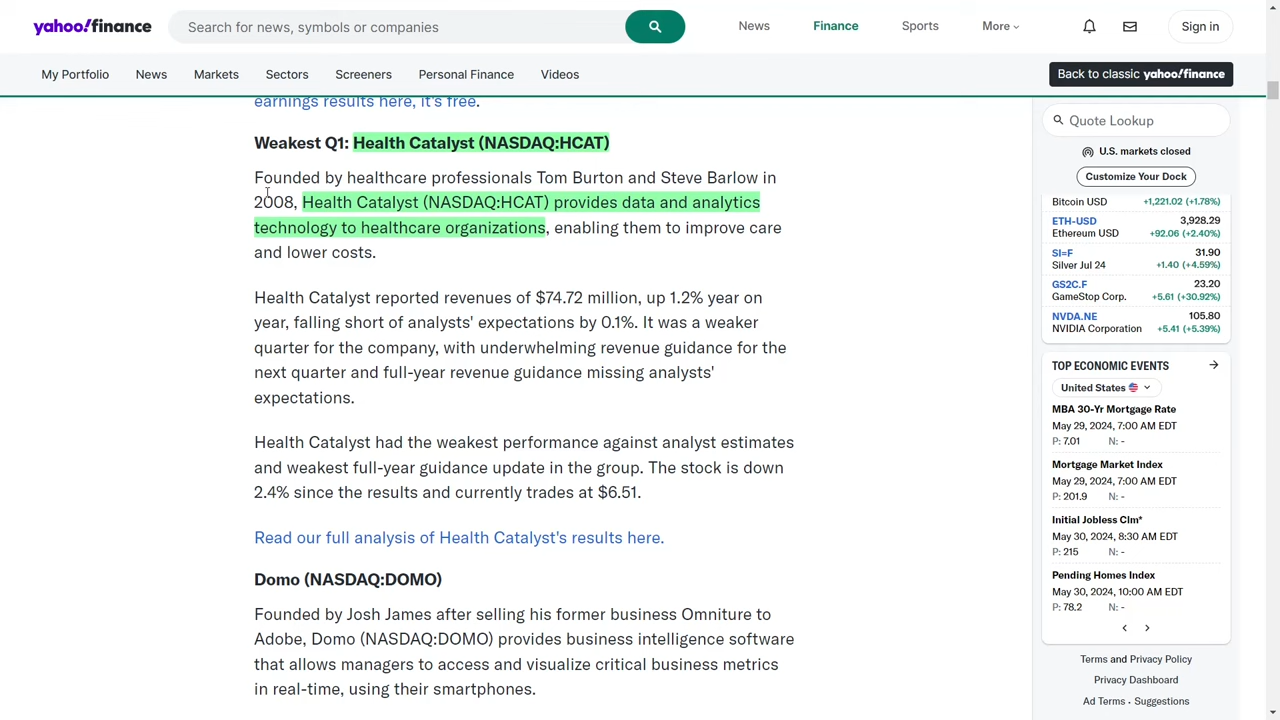 yahoo!finance
Search for news, symbols or companies
News
Finance
Sports
More
Sign in
My Portfolio
News
Markets
Sectors
Screeners
Personal Finance
Videos
Back to classic yahoo!finance
earnings results here, it's free.
Weakest Q1: Health Catalyst (NASDAQ:HCAT)
Founded by healthcare professionals Tom Burton and Steve Barlow in
2008, Health Catalyst (NASDAQ:HCAT) provides data and analytics
technology to healthcare organizations, enabling them to improve care
and lower costs.
Health Catalyst reported revenues of $74.72 million, up 1.2% year on
year, falling short of analysts' expectations by 0.1%. It was a weaker
quarter for the company, with underwhelming revenue guidance for the
next quarter and full-year revenue guidance missing analysts'
expectations.
Health Catalyst had the weakest performance against analyst estimates
and weakest full-year guidance update in the group. The stock is down
2.4% since the results and currently trades at $6.51.
Read our full analysis of Health Catalyst's results here.
Domo (NASDAQ:DOMO)
Founded by Josh James after selling his former business Omniture to
Adobe, Domo (NASDAQ:DOMO) provides business intelligence software
that allows managers to access and visualize critical business metrics
in real-time, using their smartphones.
Quote Lookup
U.S. markets closed
Customize Your Dock
Bitcoin USD +1,221.02 (+1.78%)
ETH-USD 3,928.29
Ethereum USD +92.06 (+2.40%)
SI=F 31.90
Silver Jul 24 +1.40 (+4.59%)
GS2C.F 23.20
GameStop Corp. +5.61 (+30.92%)
NVDA.NE 105.80
NVIDIA Corporation +5.41 (+5.39%)
TOP ECONOMIC EVENTS
United States
MBA 30-Yr Mortgage Rate
May 29, 2024, 7:00 AM EDT
P: 7.01 N: -
Mortgage Market Index
May 29, 2024, 7:00 AM EDT
P: 201.9 N: -
Initial Jobless Clm*
May 30, 2024, 8:30 AM EDT
P: 215 N: -
Pending Homes Index
May 30, 2024, 10:00 AM EDT
P: 78.2 N: -
Terms and Privacy Policy
Privacy Dashboard
Ad Terms • Suggestions